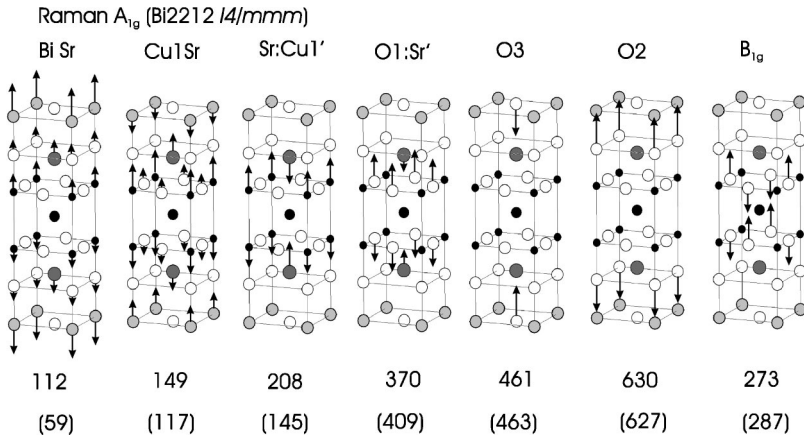 Raman A1g (Bi2212 I4/mmm)
Bi Sr Cu1Sr Sr:Cu1' O1:Sr' O3 O2 B1g
112 149 208 370 461 630 273
(59) (117) (145) (409) (463) (627) (287)